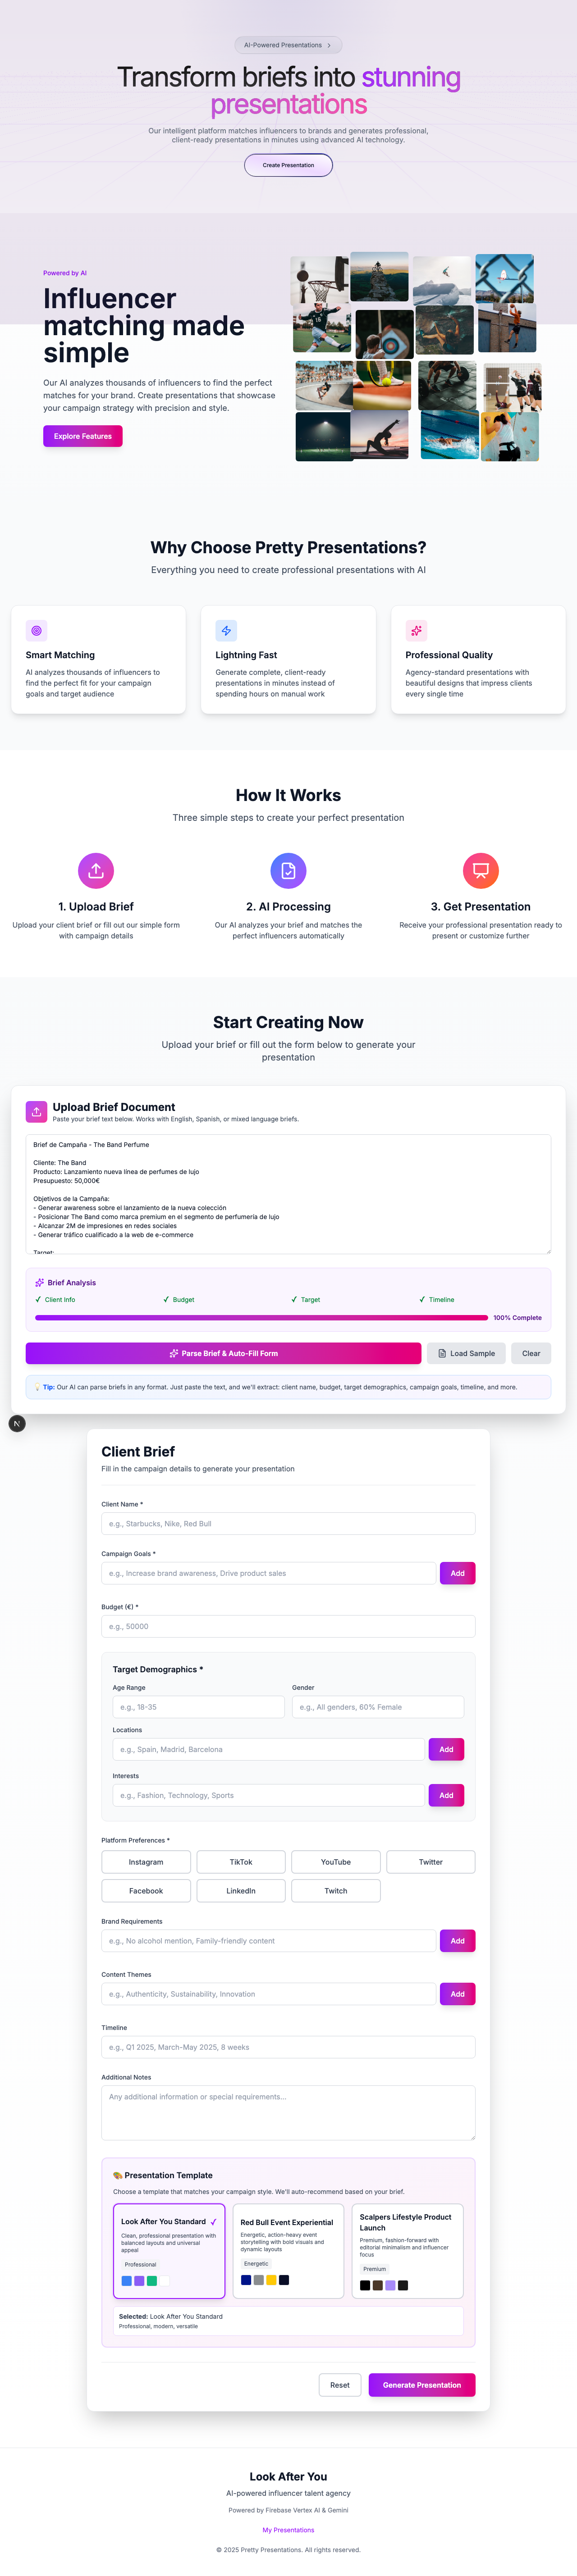 AI-Powered Presentations
Transform briefs into stunning
presentations
Our intelligent platform matches influencers to brands and generates professional,
client-ready presentations in minutes using advanced AI technology.
Create Presentation
Powered by AI
Influencer
matching made
simple
Our AI analyzes thousands of influencers to find the perfect
matches for your brand. Create presentations that showcase
your campaign strategy with precision and style.
Explore Features
Why Choose Pretty Presentations?
Everything you need to create professional presentations with AI
Smart Matching
AI analyzes thousands of influencers to
find the perfect fit for your campaign
goals and target audience
Lightning Fast
Generate complete, client-ready
presentations in minutes instead of
spending hours on manual work
Professional Quality
Agency-standard presentations with
beautiful designs that impress clients
every single time
How It Works
Three simple steps to create your perfect presentation
1. Upload Brief
Upload your client brief or fill out our simple form
with campaign details
2. AI Processing
Our AI analyzes your brief and matches the
perfect influencers automatically
3. Get Presentation
Receive your professional presentation ready to
present or customize further
Start Creating Now
Upload your brief or fill out the form below to generate your
presentation
Upload Brief Document
Paste your brief text below. Works with English, Spanish, or mixed language briefs.
Brief de Campaña - The Band Perfume
Cliente: The Band
Producto: Lanzamiento nueva línea de perfumes de lujo
Presupuesto: 50,000€
Objetivos de la Campaña:
- Generar awareness sobre el lanzamiento de la nueva colección
- Posicionar The Band como marca premium en el segmento de perfumería de lujo
- Alcanzar 2M de impresiones en redes sociales
- Generar tráfico cualificado a la web de e-commerce
Target:
Brief Analysis
✓ Client Info
✓ Budget
✓ Target
✓ Timeline
100% Complete
Parse Brief & Auto-Fill Form
Load Sample
Clear
💡 Tip: Our AI can parse briefs in any format. Just paste the text, and we'll extract: client name, budget, target demographics, campaign goals, timeline, and more.
N
Client Brief
Fill in the campaign details to generate your presentation
Client Name *
e.g., Starbucks, Nike, Red Bull
Campaign Goals *
e.g., Increase brand awareness, Drive product sales
Add
Budget (€) *
e.g., 50000
Target Demographics *
Age Range
Gender
e.g., 18-35
e.g., All genders, 60% Female
Locations
e.g., Spain, Madrid, Barcelona
Add
Interests
e.g., Fashion, Technology, Sports
Add
Platform Preferences *
Instagram
TikTok
YouTube
Twitter
Facebook
LinkedIn
Twitch
Brand Requirements
e.g., No alcohol mention, Family-friendly content
Add
Content Themes
e.g., Authenticity, Sustainability, Innovation
Add
Timeline
e.g., Q1 2025, March-May 2025, 8 weeks
Additional Notes
Any additional information or special requirements...
🎨 Presentation Template
Choose a template that matches your campaign style. We'll auto-recommend based on your brief.
Look After You Standard ✓
Clean, professional presentation with
balanced layouts and universal
appeal
Professional
Red Bull Event Experiential
Energetic, action-heavy event
storytelling with bold visuals and
dynamic layouts
Energetic
Scalpers Lifestyle Product
Launch
Premium, fashion-forward with
editorial minimalism and influencer
focus
Premium
Selected: Look After You Standard
Professional, modern, versatile
Reset
Generate Presentation
Look After You
AI-powered influencer talent agency
Powered by Firebase Vertex AI & Gemini
My Presentations
© 2025 Pretty Presentations. All rights reserved.